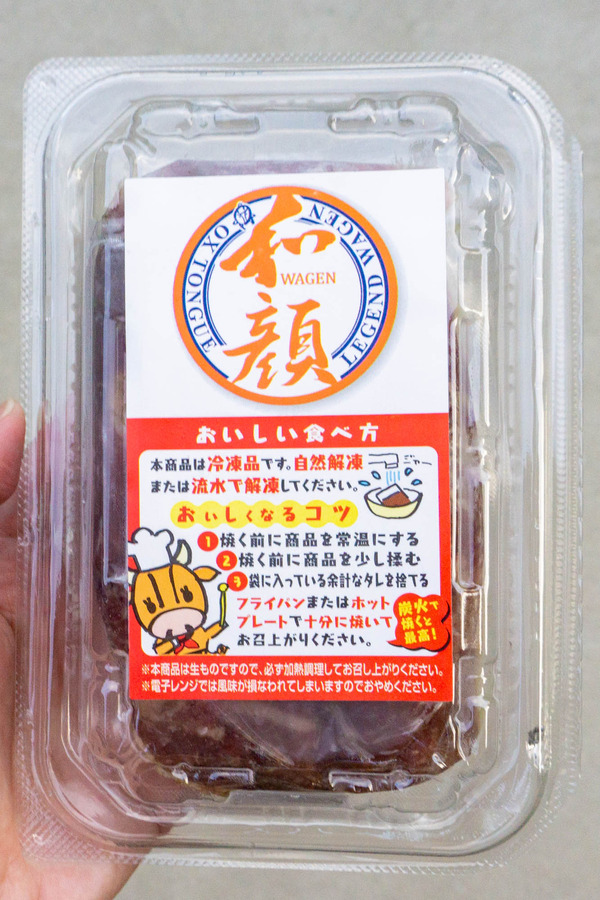 和顔
WAGEN
OX TONGUE
LEGEND WAGEN
おいしい食べ方
本商品は冷凍品です。自然解凍
または流水で解凍してください。
ジャー
おいしくなるコツ
1 焼く前に商品を常温にする
2 焼く前に商品を少し揉む
3 袋に入っている余計なタレを捨てる
フライパンまたはホット
プレートで十分に焼いて
お召上がりください。
炭火で
焼くと
最高!
※本商品は生ものですので、必ず加熱調理してお召し上がりください。
※電子レンジでは風味が損なわれてしまいますのでおやめください。